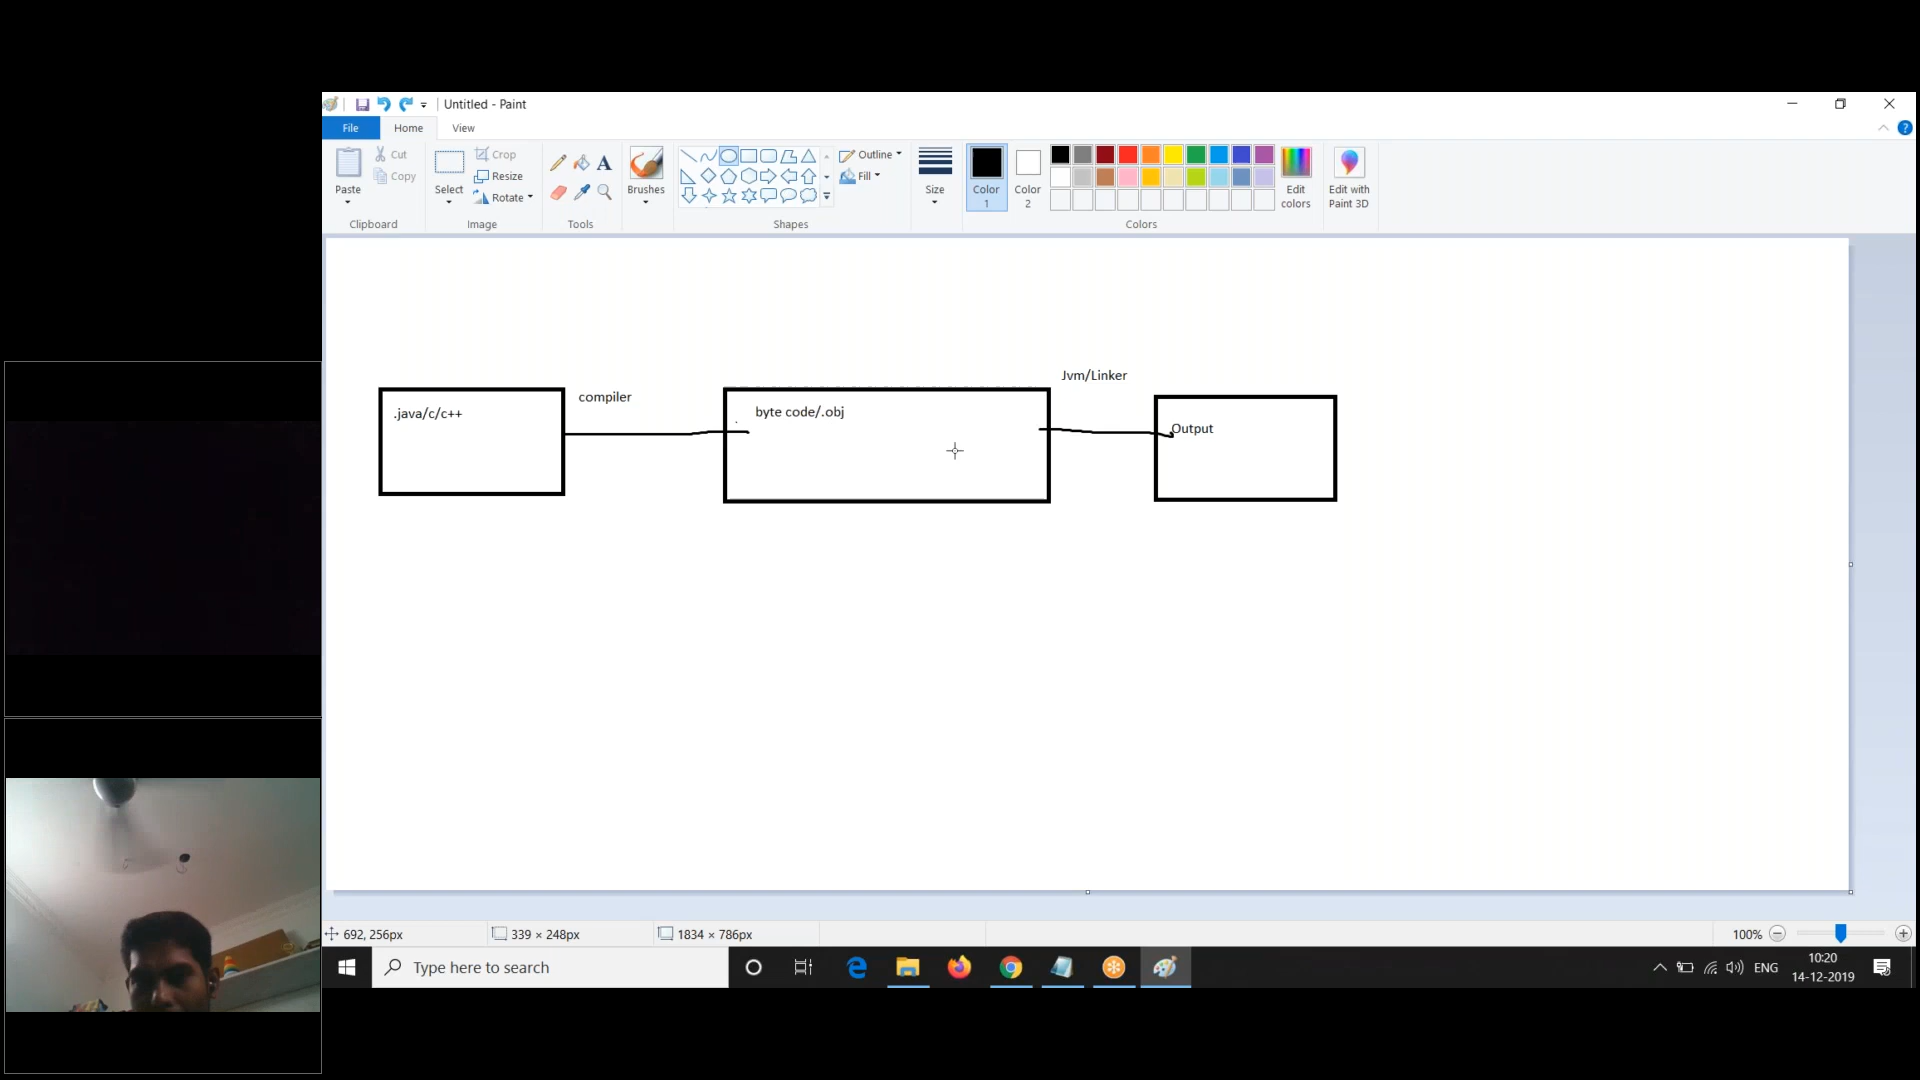 Untitled - Paint
File
Home
View
Paste
Cut
Copy
Clipboard
Select
Crop
Resize
Rotate
Image
A
Tools
Brushes
Outline
Fill
Shapes
Size
Color
1
Color
2
Edit
colors
Edit with
Paint 3D
Colors
?
.java/c/c++
compiler
byte code/.obj
Jvm/Linker
Output
692, 256px
339 × 248px
1834 × 786px
100%
Type here to search
ENG
10:20
14-12-2019